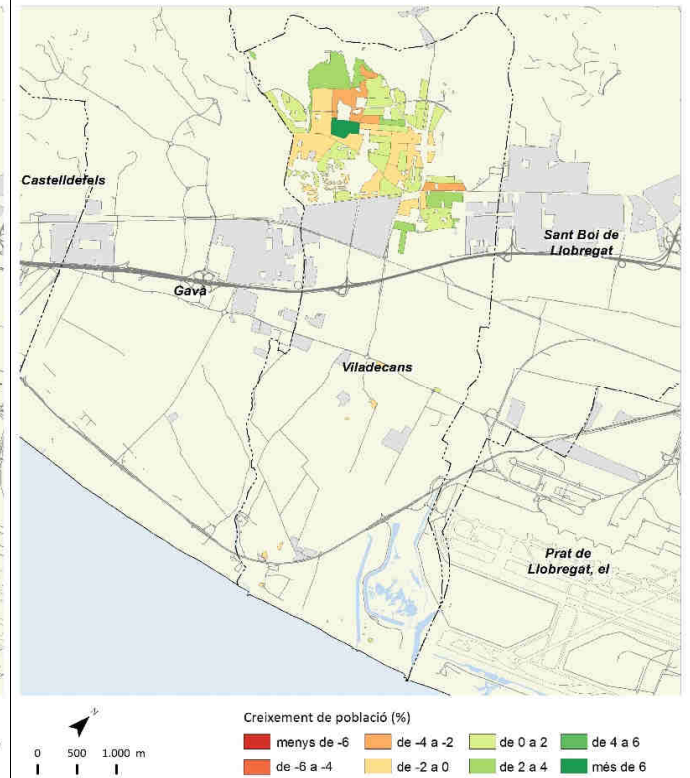 Castelldefels
Sant Boi de
Llobregat
Gavà
Viladecans
Prat de
Llobregat, el
N
0 500 1.000 m
Creixement de població (%)
menys de -6 de -4 a -2 de 0 a 2 de 4 a 6
de -6 a -4 de -2 a 0 de 2 a 4 més de 6